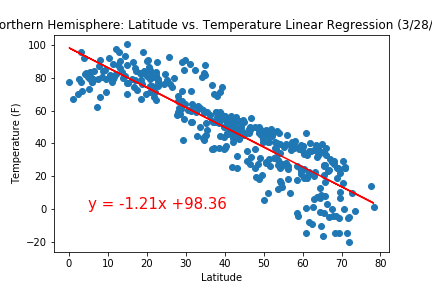 orthern Hemisphere: Latitude vs. Temperature Linear Regression (3/28/
100
80
60
40
20
0
−20
Temperature (F)
y = -1.21x +98.36
0 10 20 30 40 50 60 70 80
Latitude